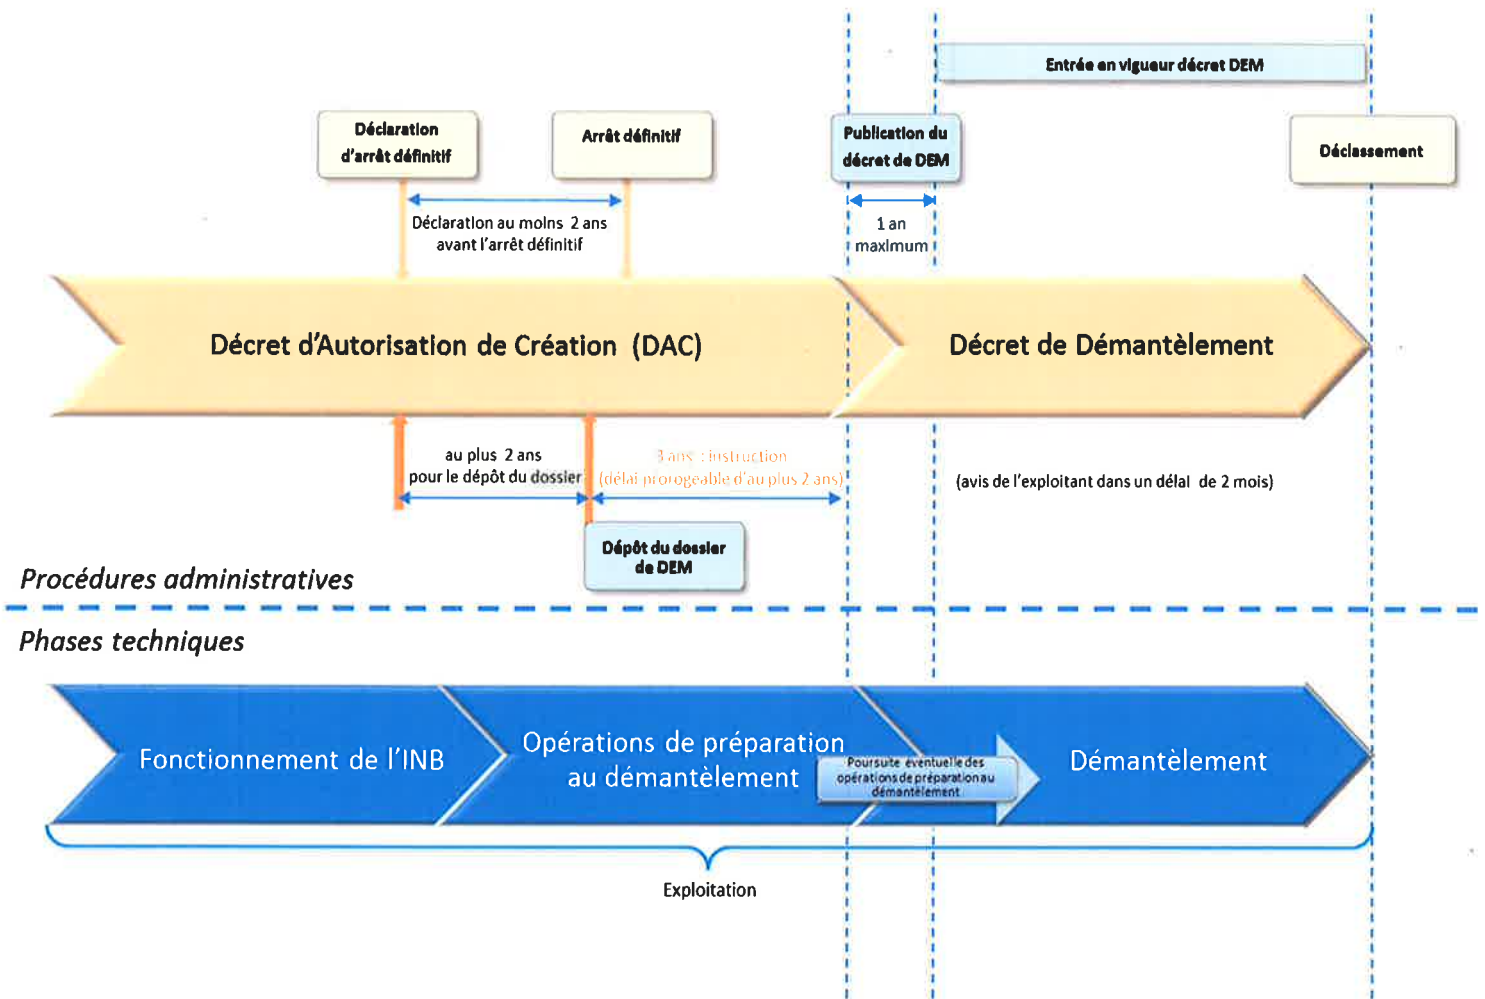 Entrée en vigueur décret DEM
Déclaration
d'arrêt définitif
Arrêt définitif
Publication du
décret de DEM
Déclassement
Déclaration au moins 2 ans
avant l'arrêt définitif
1 an
maximum
Décret d'Autorisation de Création (DAC)
Décret de Démantèlement
au plus 2 ans
pour le dépôt du dossier
3 ans : instruction
(délai prorogeable d'au plus 2 ans)
(avis de l'exploitant dans un délai de 2 mois)
Dépôt du dossier
de DEM
Procédures administratives
Phases techniques
Fonctionnement de l'INB
Opérations de préparation
au démantèlement
Poursuite éventuelle des
opérations de préparation au
démantèlement
Démantèlement
Exploitation